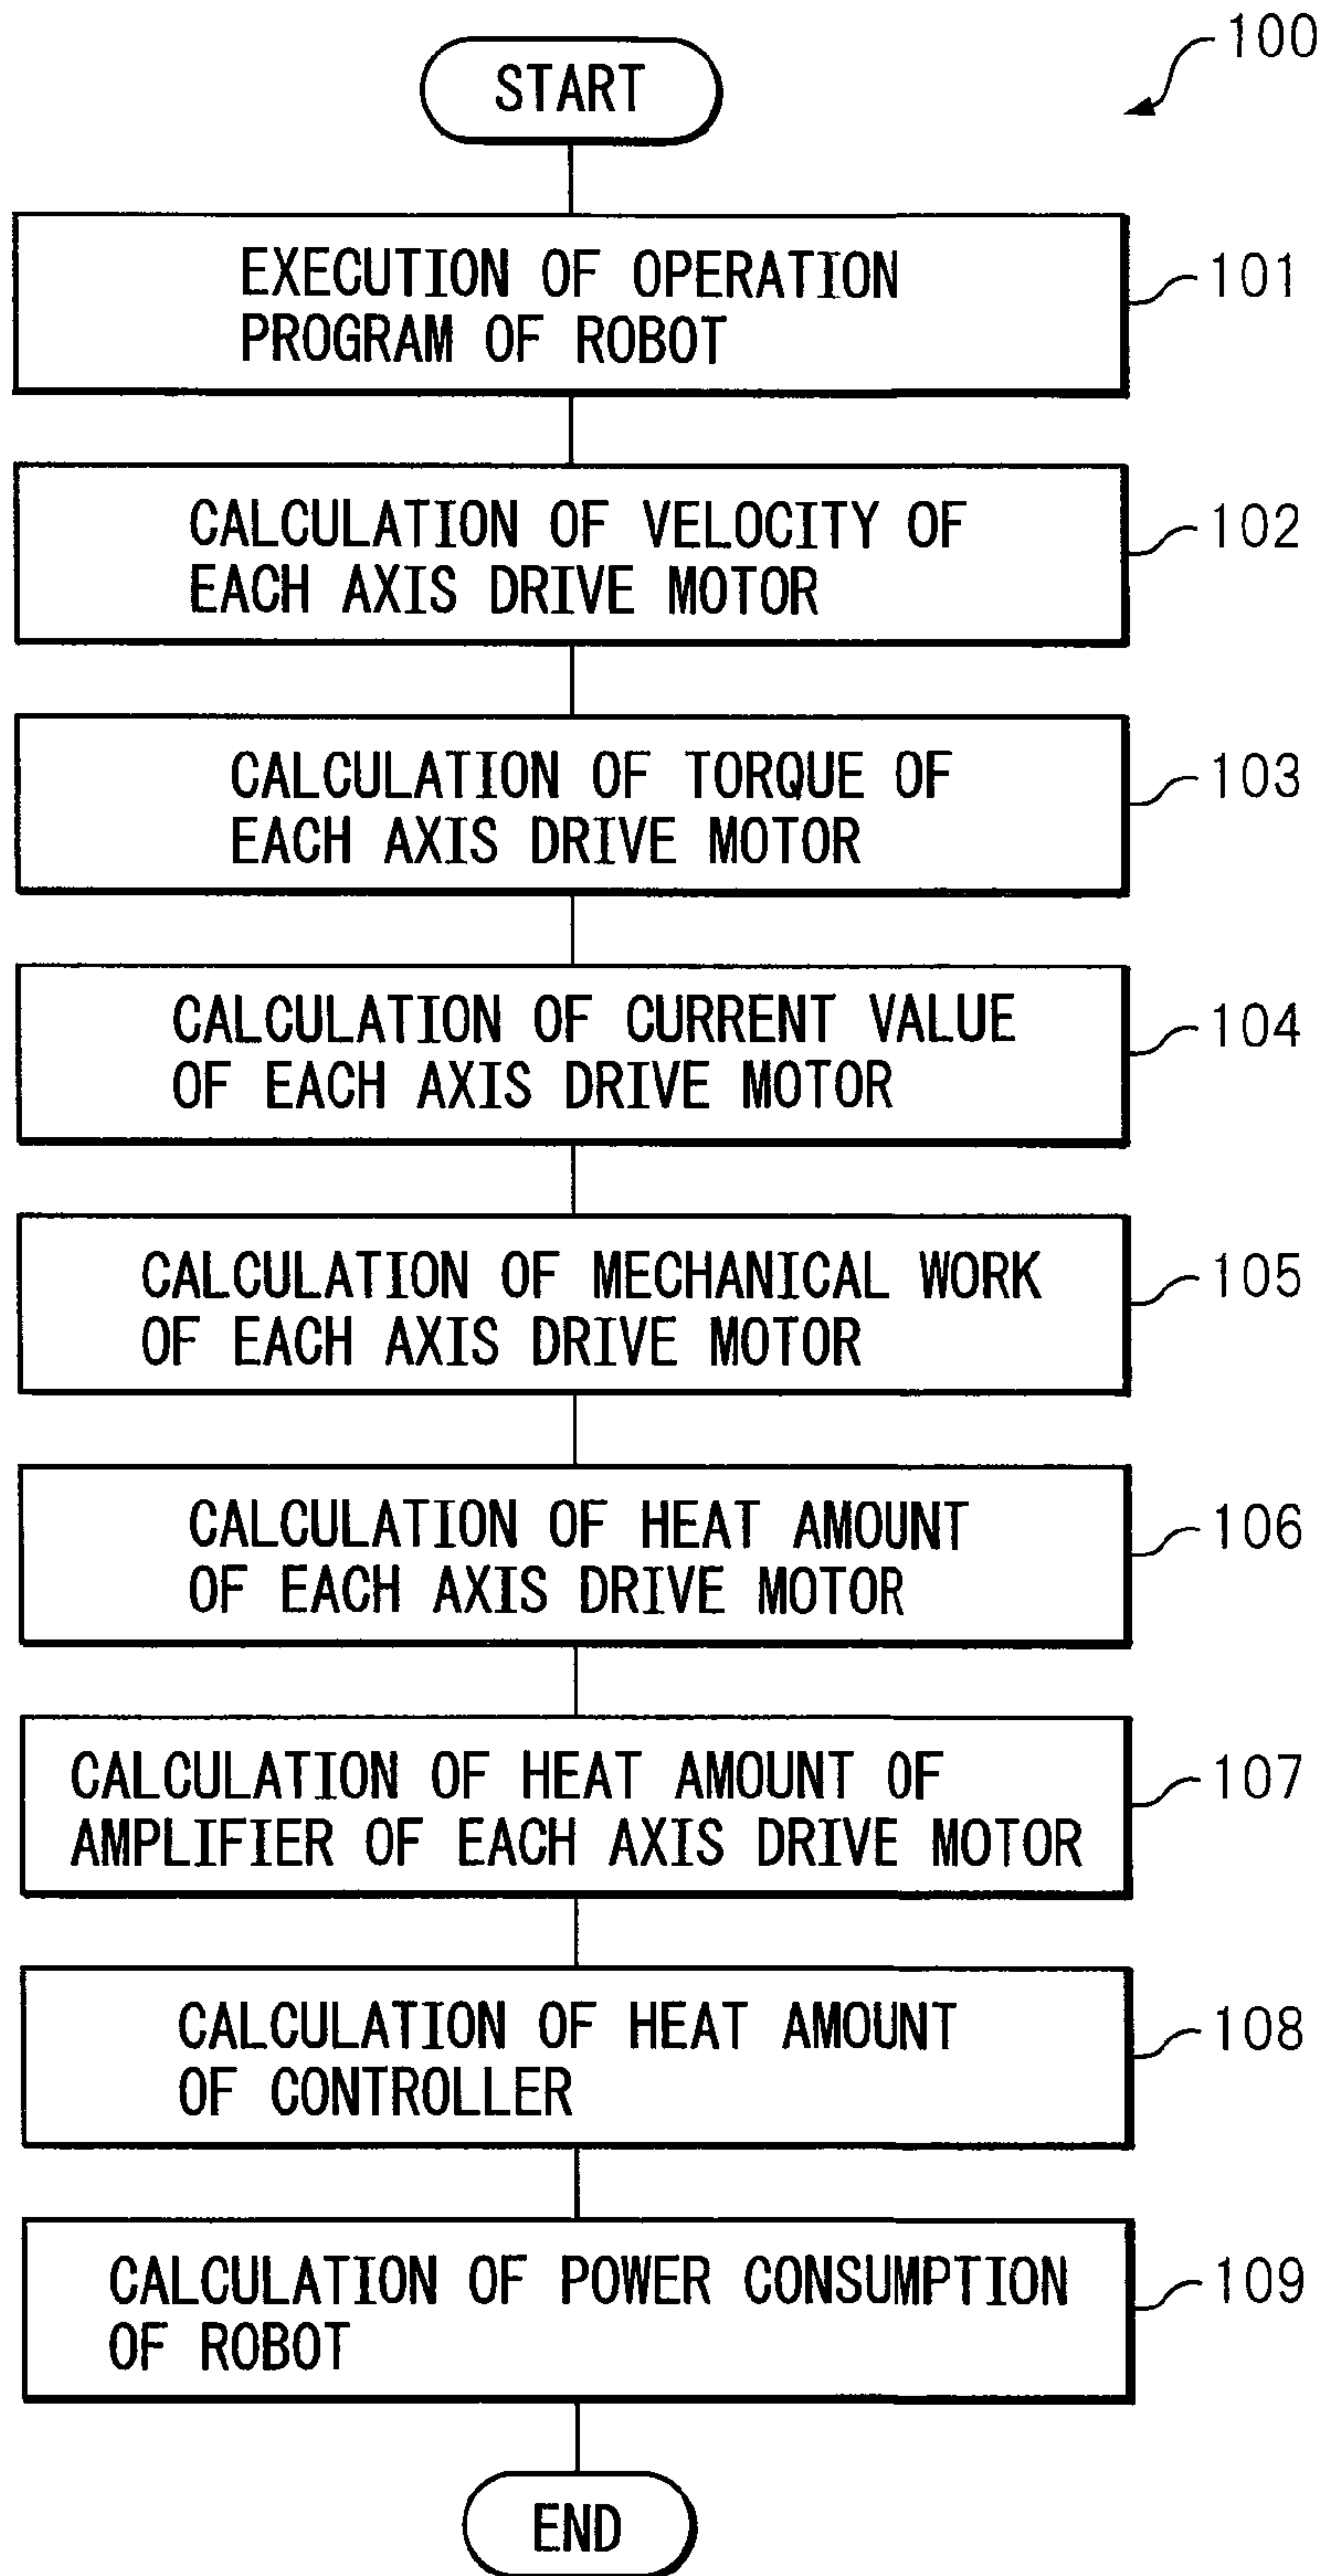 100
START
EXECUTION OF OPERATION
PROGRAM OF ROBOT
101
CALCULATION OF VELOCITY OF
EACH AXIS DRIVE MOTOR
102
CALCULATION OF TORQUE OF
EACH AXIS DRIVE MOTOR
103
CALCULATION OF CURRENT VALUE
OF EACH AXIS DRIVE MOTOR
104
CALCULATION OF MECHANICAL WORK
OF EACH AXIS DRIVE MOTOR
105
CALCULATION OF HEAT AMOUNT
OF EACH AXIS DRIVE MOTOR
106
CALCULATION OF HEAT AMOUNT OF
AMPLIFIER OF EACH AXIS DRIVE MOTOR
107
CALCULATION OF HEAT AMOUNT
OF CONTROLLER
108
CALCULATION OF POWER CONSUMPTION
OF ROBOT
109
END